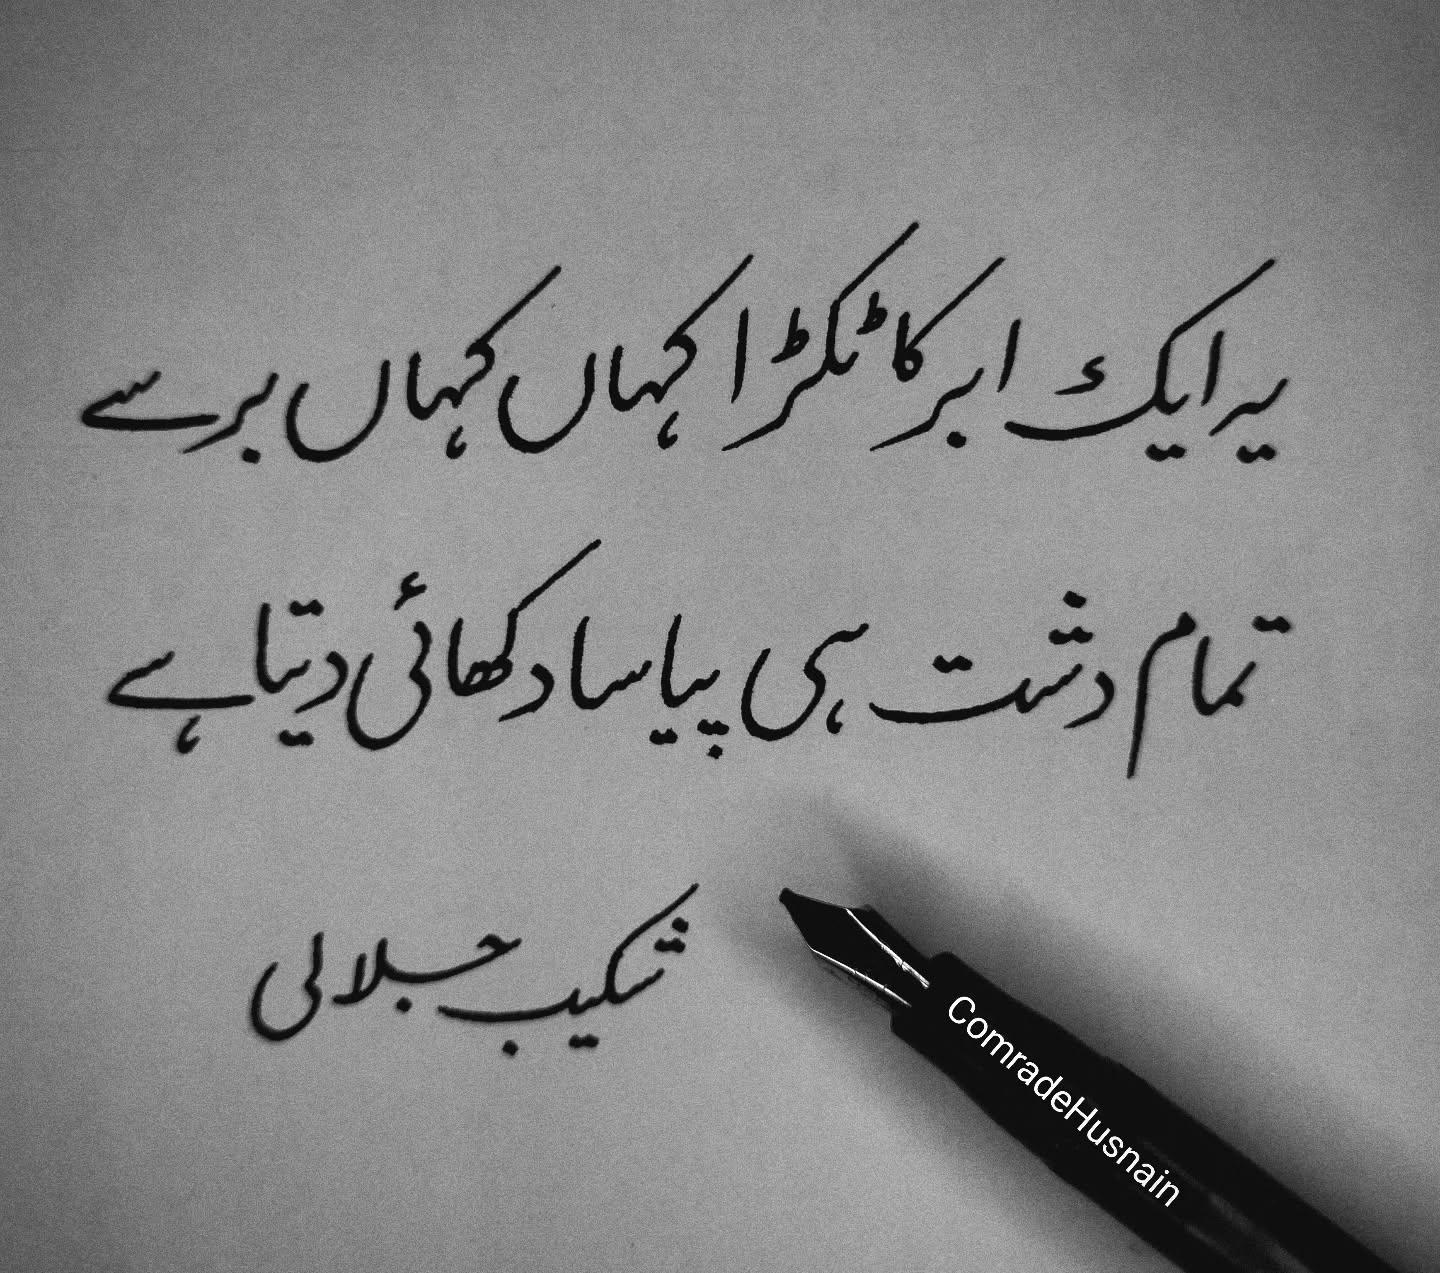 یہ ایک ابر کا ٹکڑا کہاں کہاں برسے
تمام دشت ہی پیاسا دکھائی دیتا ہے
شکیب جلالی
ComradeHusnain